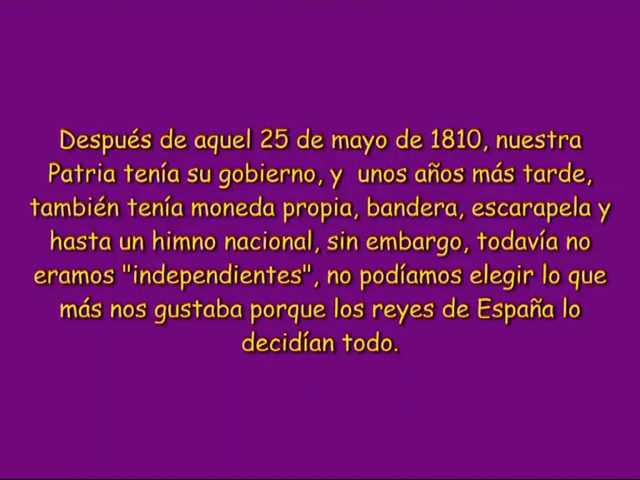 Después de aquel 25 de mayo de 1810, nuestra
Patria tenía su gobierno, y  unos años más tarde,
también tenía moneda propia, bandera, escarapela y
hasta un himno nacional, sin embargo, todavía no
eramos "independientes", no podíamos elegir lo que
más nos gustaba porque los reyes de España lo
decidían todo.